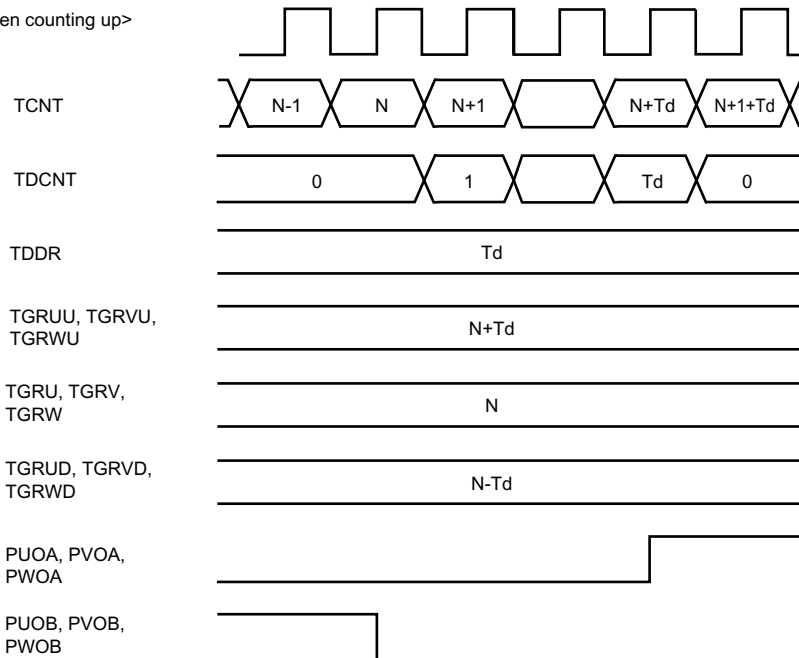 en counting up>
TCNT N-1 N N+1 N+Td N+1+Td
TDCNT 0 1 Td 0
TDDR Td
TGRUU, TGRVU,
TGRWU
N+Td
TGRU, TGRV,
TGRW
N
TGRUD, TGRVD,
TGRWD
N-Td
PUOA, PVOA,
PWOA
PUOB, PVOB,
PWOB